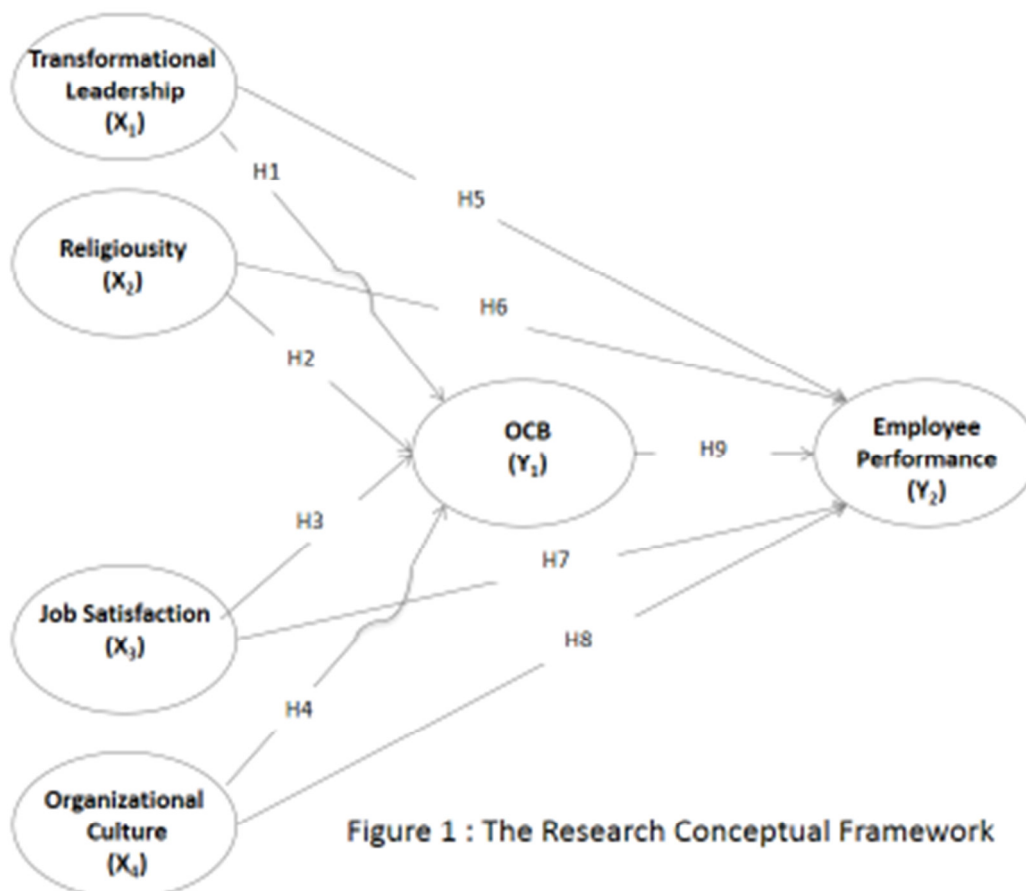 Transformational
Leadership
(X₁)
H1
H5
Religiousity
(X₂)
H6
H2
OCB
(Y₁)
H9
Employee
Performance
(Y₂)
H3
H7
Job Satisfaction
(X₃)
H8
H4
Organizational
Culture
(X₄)
Figure 1 : The Research Conceptual Framework